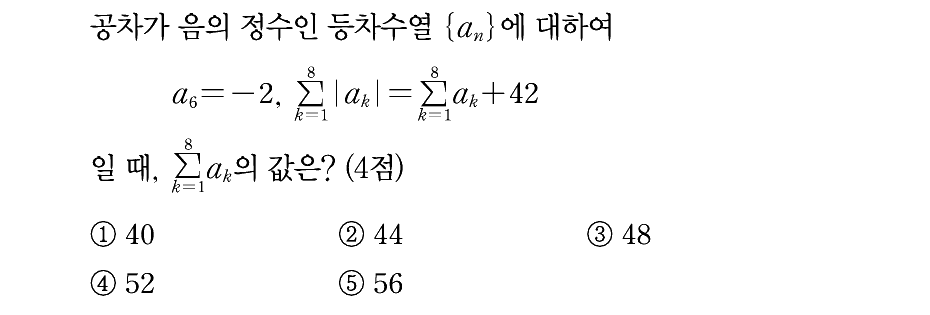 공차가 음의 정수인 등차수열 {aₙ}에 대하여
a₆=−2, ∑_{k=1}^{8}|aₖ|=∑_{k=1}^{8}aₖ+42
일 때, ∑_{k=1}^{8}aₖ의 값은? (4점)
① 40 ② 44 ③ 48
④ 52 ⑤ 56